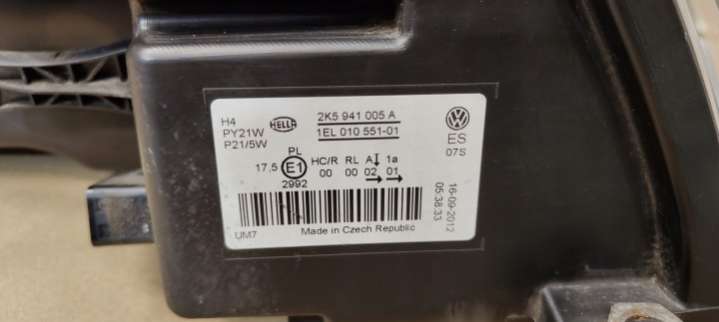 H4
PY21W
P21/5W
HELLA
2K5 941 005 A
1EL 010 551-01
ES
07S
PL
17,5 E1 HC/R RL A 1a
00 00 02 01
2992
UM7
Made in Czech Republic
16-09-2012
05:38:33